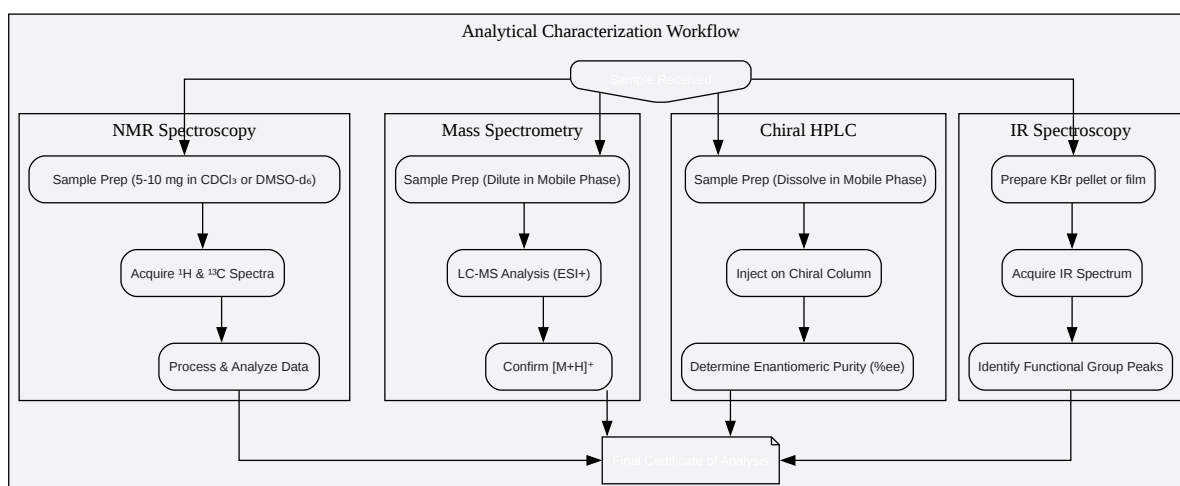 Analytical Characterization Workflow
Sample Received
NMR Spectroscopy
Mass Spectrometry
Chiral HPLC
IR Spectroscopy
Sample Prep (5-10 mg in CDCl₃ or DMSO-d₆)
Sample Prep (Dilute in Mobile Phase)
Sample Prep (Dissolve in Mobile Phase)
Prepare KBr pellet or film
Acquire ¹H & ¹³C Spectra
LC-MS Analysis (ESI+)
Inject on Chiral Column
Acquire IR Spectrum
Process & Analyze Data
Confirm [M+H]⁺
Determine Enantiomeric Purity (%ee)
Identify Functional Group Peaks
Final Certificate of Analysis